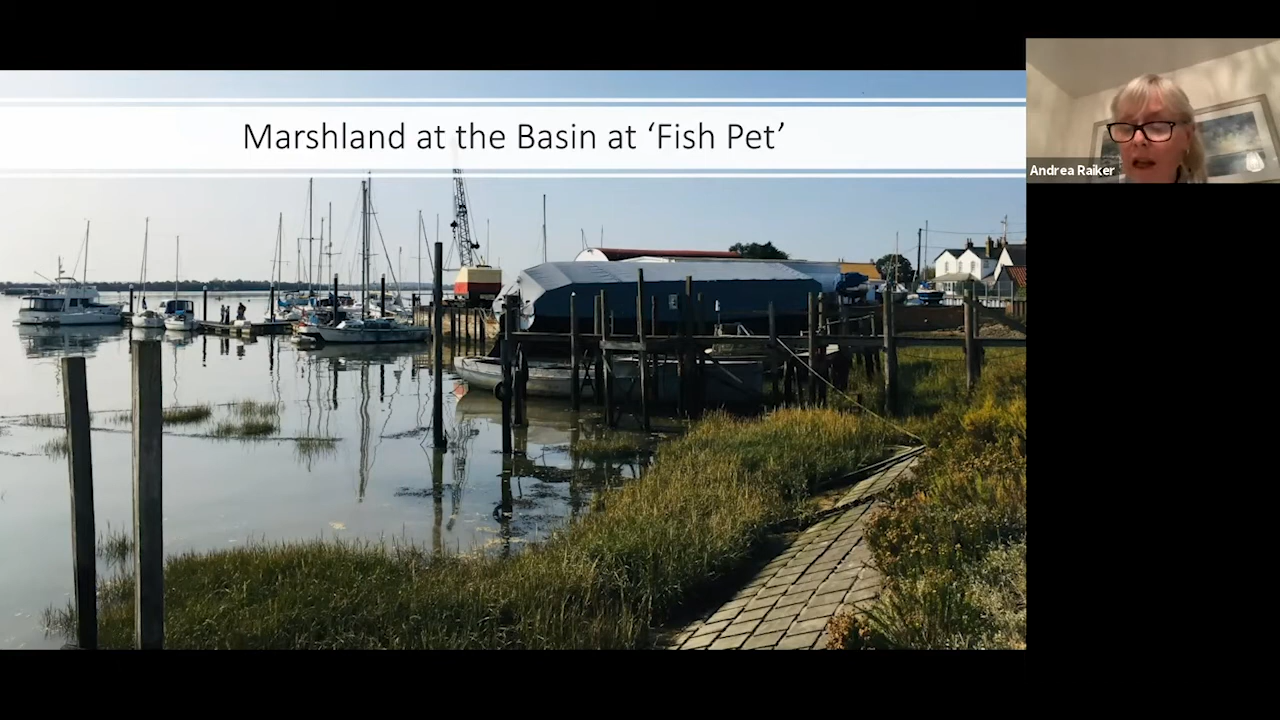 Marshland at the Basin at ‘Fish Pet’
Andrea Raiker